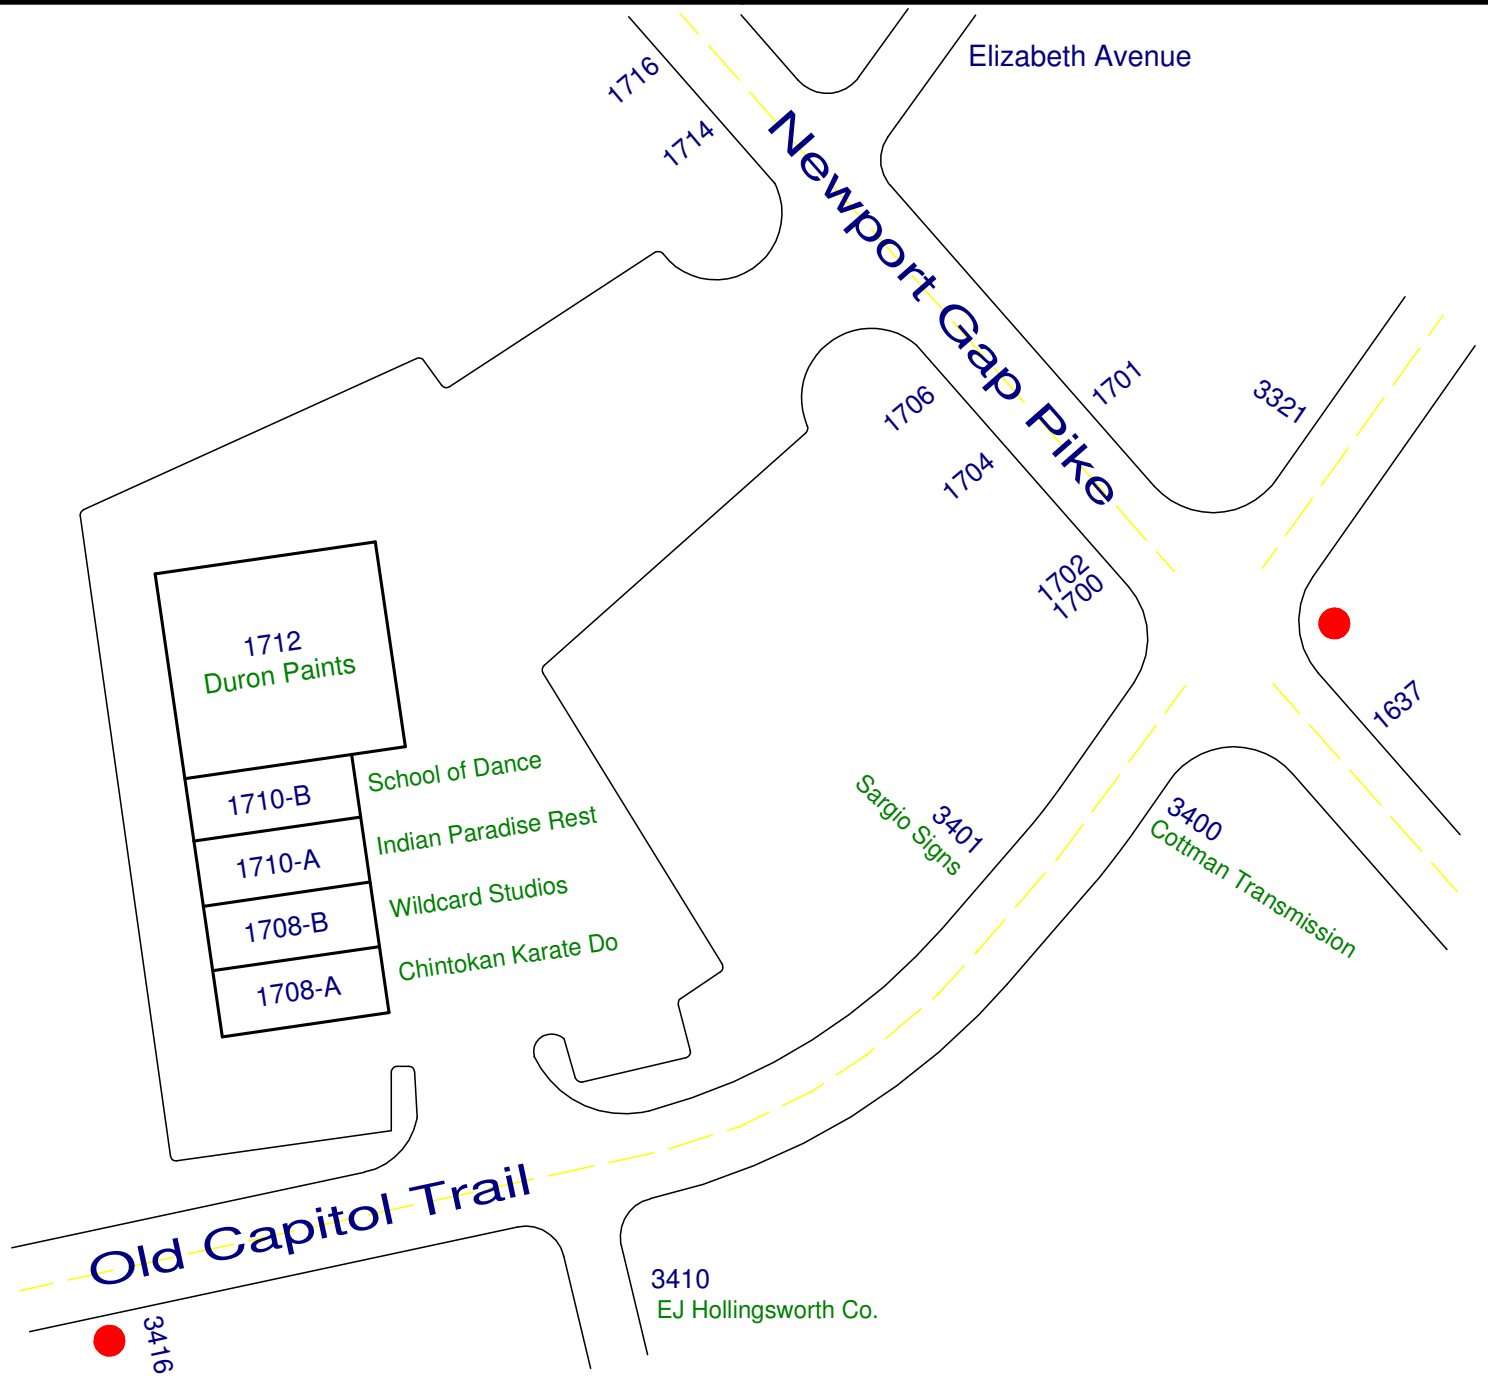 Elizabeth Avenue
1716
1714
Newport Gap Pike
1701
3321
1706
1704
1702
1700
1712
Duron Paints
1637
School of Dance
1710-B
Indian Paradise Rest
1710-A
Wildcard Studios
1708-B
Chintokan Karate Do
1708-A
3401
Sargio Signs
3400
Cottman Transmission
Old Capitol Trail
3410
EJ Hollingsworth Co.
3416